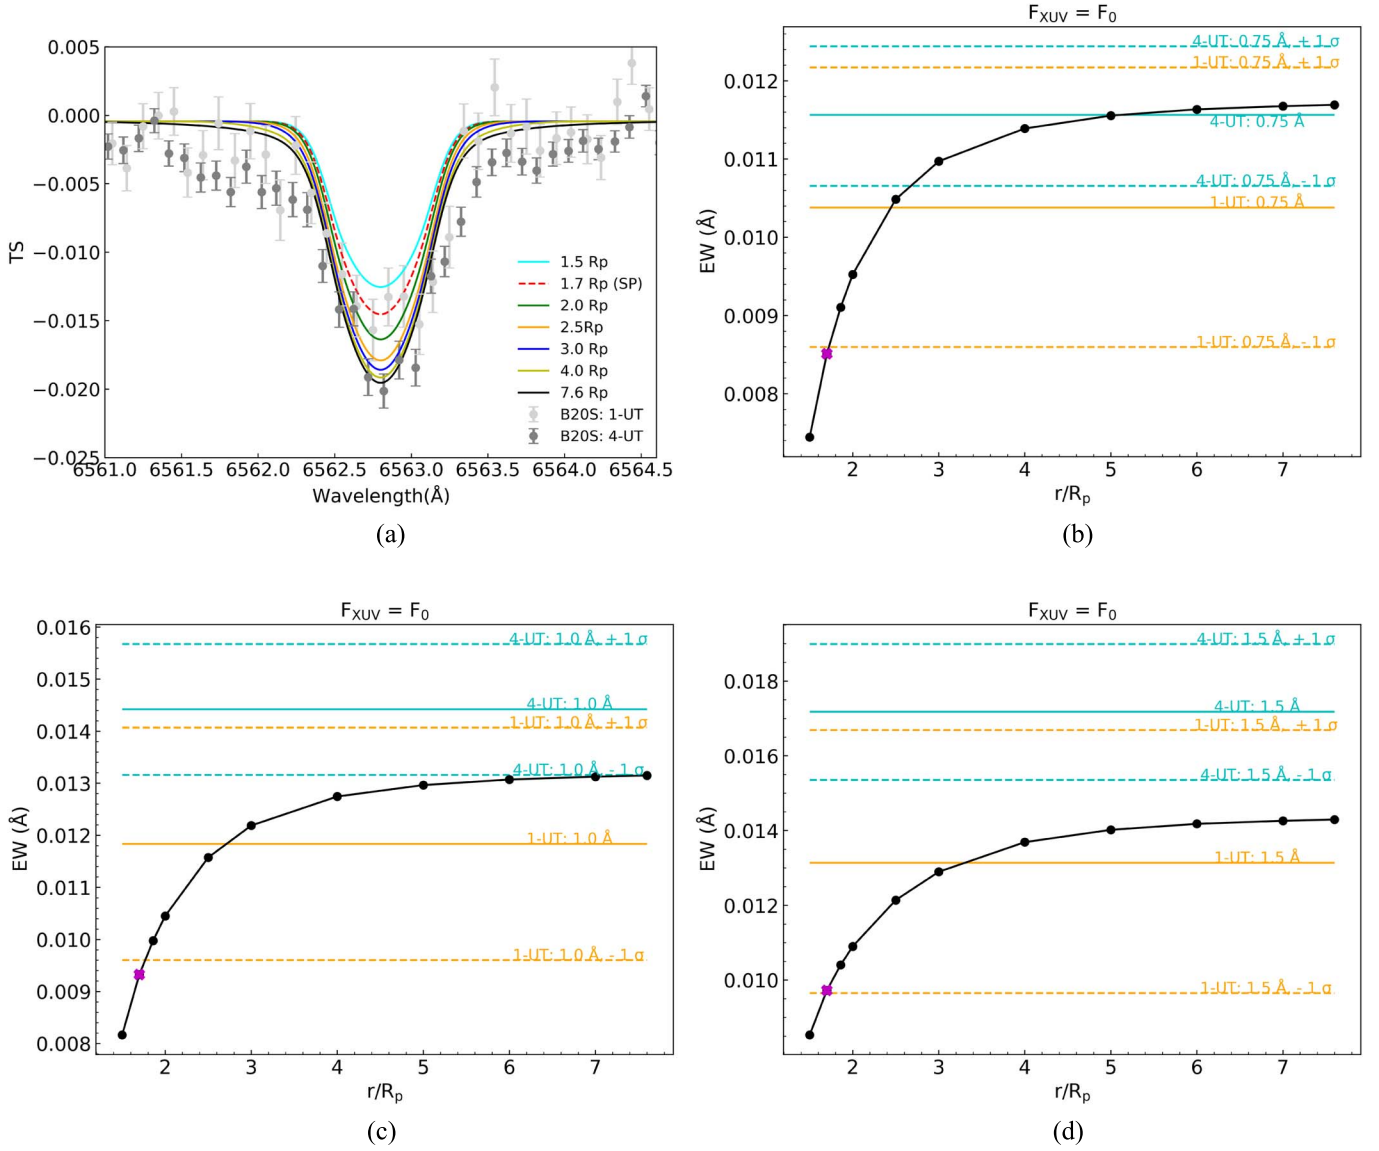 0.005
0.000
−0.005
−0.010
−0.015
−0.020
−0.025
TS
6561.0 6561.5 6562.0 6562.5 6563.0 6563.5 6564.0 6564.5
Wavelength(Å)
1.5 Rp
1.7 Rp (SP)
2.0 Rp
2.5Rp
3.0 Rp
4.0 Rp
7.6 Rp
B20S: 1-UT
B20S: 4-UT
(a)
F_XUV = F_0
0.012
0.011
0.010
0.009
0.008
EW (Å)
4-UT: 0.75 Å, + 1 σ
1-UT: 0.75 Å, + 1 σ
4-UT: 0.75 Å
4-UT: 0.75 Å, - 1 σ
1-UT: 0.75 Å
1-UT: 0.75 Å, - 1 σ
2 3 4 5 6 7
r/R_p
(b)
F_XUV = F_0
0.016
0.015
0.014
0.013
0.012
0.011
0.010
0.009
0.008
EW (Å)
4-UT: 1.0 Å, + 1 σ
4-UT: 1.0 Å
1-UT: 1.0 Å, + 1 σ
4-UT: 1.0 Å, - 1 σ
1-UT: 1.0 Å
1-UT: 1.0 Å, - 1 σ
2 3 4 5 6 7
r/R_p
(c)
F_XUV = F_0
0.018
0.016
0.014
0.012
0.010
EW (Å)
4-UT: 1.5 Å, + 1 σ
4-UT: 1.5 Å
1-UT: 1.5 Å, + 1 σ
4-UT: 1.5 Å, - 1 σ
1-UT: 1.5 Å
1-UT: 1.5 Å, - 1 σ
2 3 4 5 6 7
r/R_p
(d)